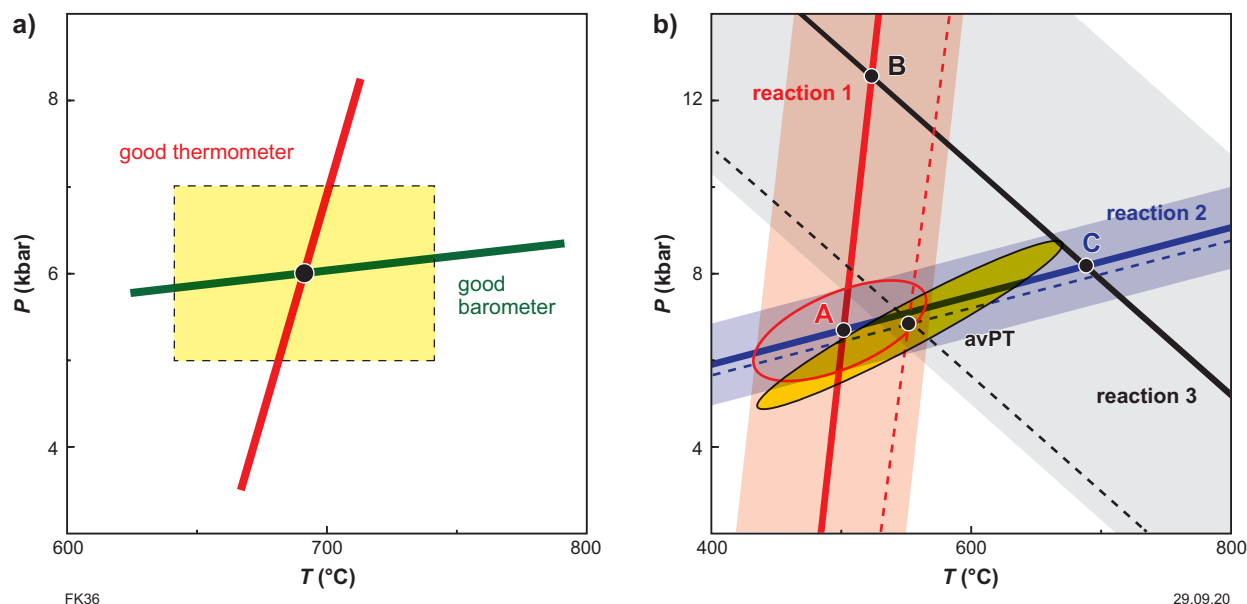 a)
8
6
4
P (kbar)
good thermometer
good
barometer
600
700
800
T (°C)
FK36
b)
12
8
4
P (kbar)
reaction 1
B
reaction 2
C
A
avPT
reaction 3
400
600
800
T (°C)
29.09.20